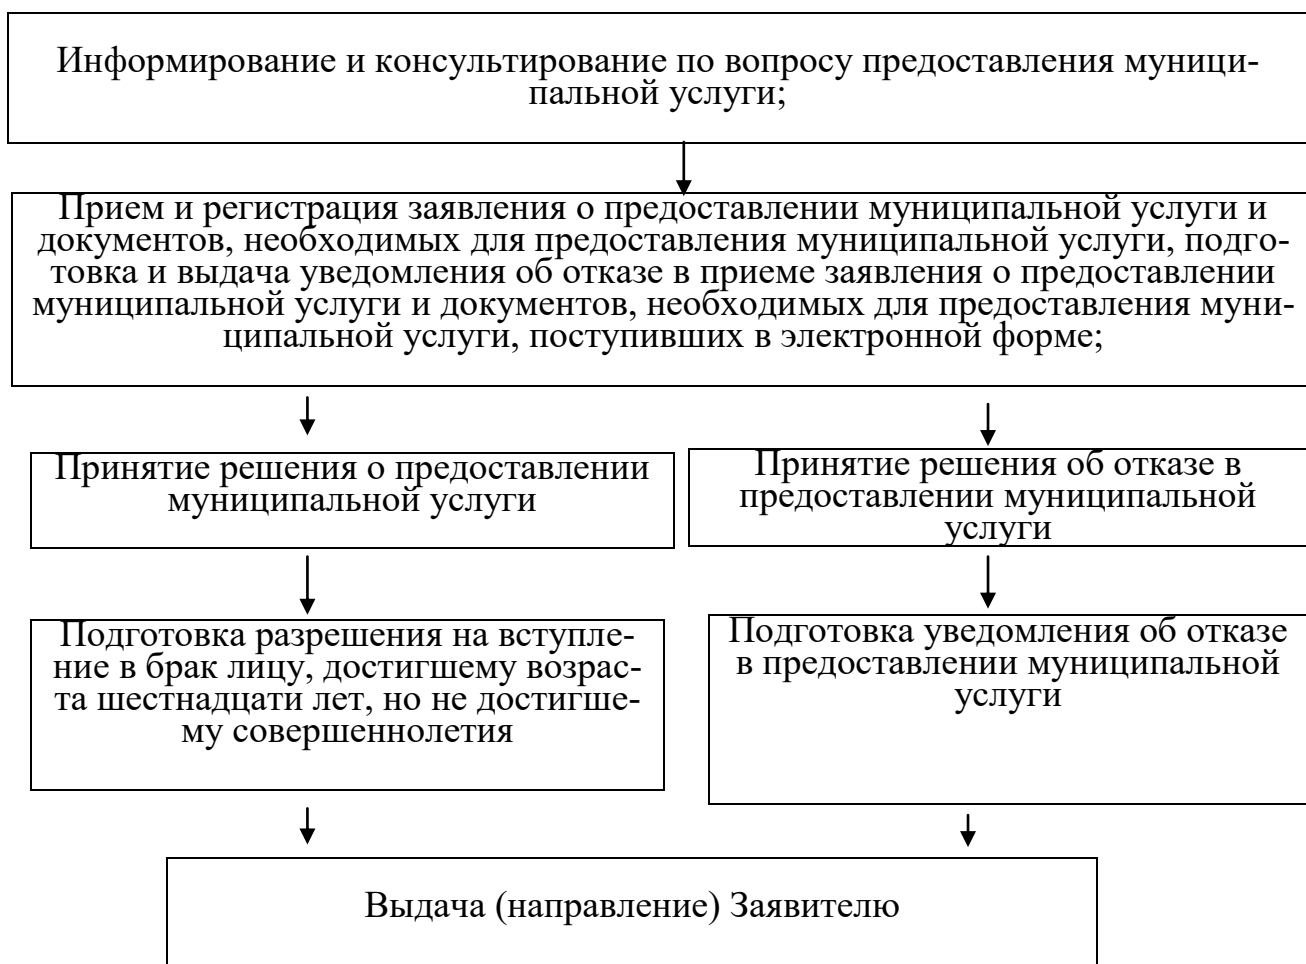 Информирование и консультирование по вопросу предоставления муници-
пальной услуги;
Прием и регистрация заявления о предоставлении муниципальной услуги и
документов, необходимых для предоставления муниципальной услуги, подго-
товка и выдача уведомления об отказе в приеме заявления о предоставлении
муниципальной услуги и документов, необходимых для предоставления муни-
ципальной услуги, поступивших в электронной форме;
Принятие решения о предоставлении
муниципальной услуги
Принятие решения об отказе в
предоставлении муниципальной
услуги
Подготовка разрешения на вступле-
ние в брак лицу, достигшему возрас-
та шестнадцати лет, но не достигше-
му совершеннолетия
Подготовка уведомления об отказе
в предоставлении муниципальной
услуги
Выдача (направление) Заявителю